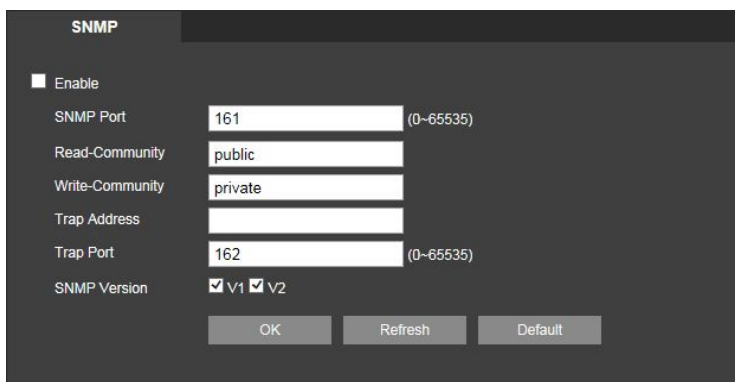 SNMP
Enable
SNMP Port 161 (0~65535)
Read-Community public
Write-Community private
Trap Address
Trap Port 162 (0~65535)
SNMP Version V1 V2
OK Refresh Default